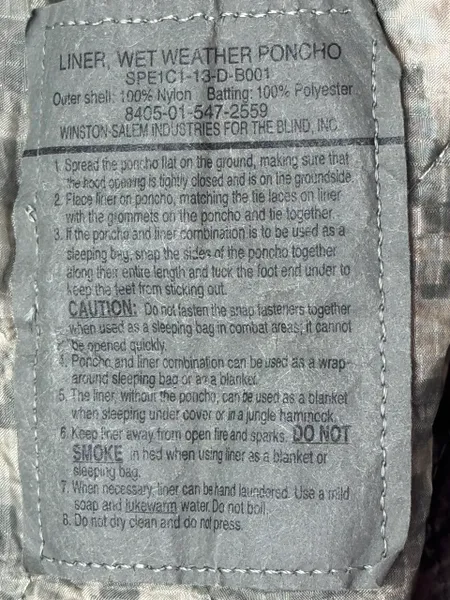 LINER, WET WEATHER PONCHO
SPE1C1-13-D-B001
Outer shell: 100% Nylon Batting: 100% Polyester
8405-01-547-2559
WINSTON-SALEM INDUSTRIES FOR THE BLIND, INC.
1. Spread the poncho flat on the ground, making sure that
the hood opening is tightly closed and is on the groundside.
2. Place liner on poncho, matching the tie laces on liner
with the grommets on the poncho and tie together.
3. If the poncho and liner combination is to be used as a
sleeping bag, snap the sides of the poncho together
along their entire length and tuck the foot end under to
keep the feet from sticking out.
CAUTION: Do not fasten the snap fasteners together
when used as a sleeping bag in combat areas; it cannot
be opened quickly.
4. Poncho and liner combination can be used as a wrap-
around sleeping bag or as a blanket.
5. The liner, without the poncho, can be used as a blanket
when sleeping under cover or in a jungle hammock.
6. Keep liner away from open fire and sparks. DO NOT
SMOKE in bed when using liner as a blanket or
sleeping bag.
7. When necessary, liner can be hand laundered. Use a mild
soap and lukewarm water. Do not boil.
8. Do not dry clean and do not press.